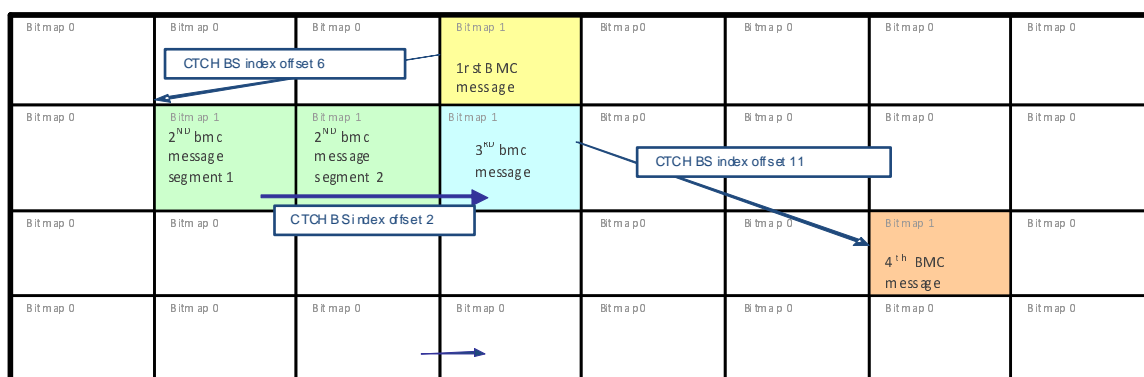 Bitmap 0
Bitmap 0
Bitmap 0
Bitmap 1
Bitmap 0
Bitmap 0
Bitmap 0
Bitmap 0
CTCH BS index offset 6
1rst BMC
message
Bitmap 0
Bitmap 1
2ND bmc
message
segment 1
Bitmap 1
2ND bmc
message
segment 2
Bitmap 1
3RD bmc
message
Bitmap 0
Bitmap 0
Bitmap 0
Bitmap 0
CTCH BS index offset 11
CTCH BS index offset 2
Bitmap 0
Bitmap 0
Bitmap 0
Bitmap 0
Bitmap 0
Bitmap 0
Bitmap 1
4th BMC
message
Bitmap 0
Bitmap 0
Bitmap 0
Bitmap 0
Bitmap 0
Bitmap 0
Bitmap 0
Bitmap 0
Bitmap 0